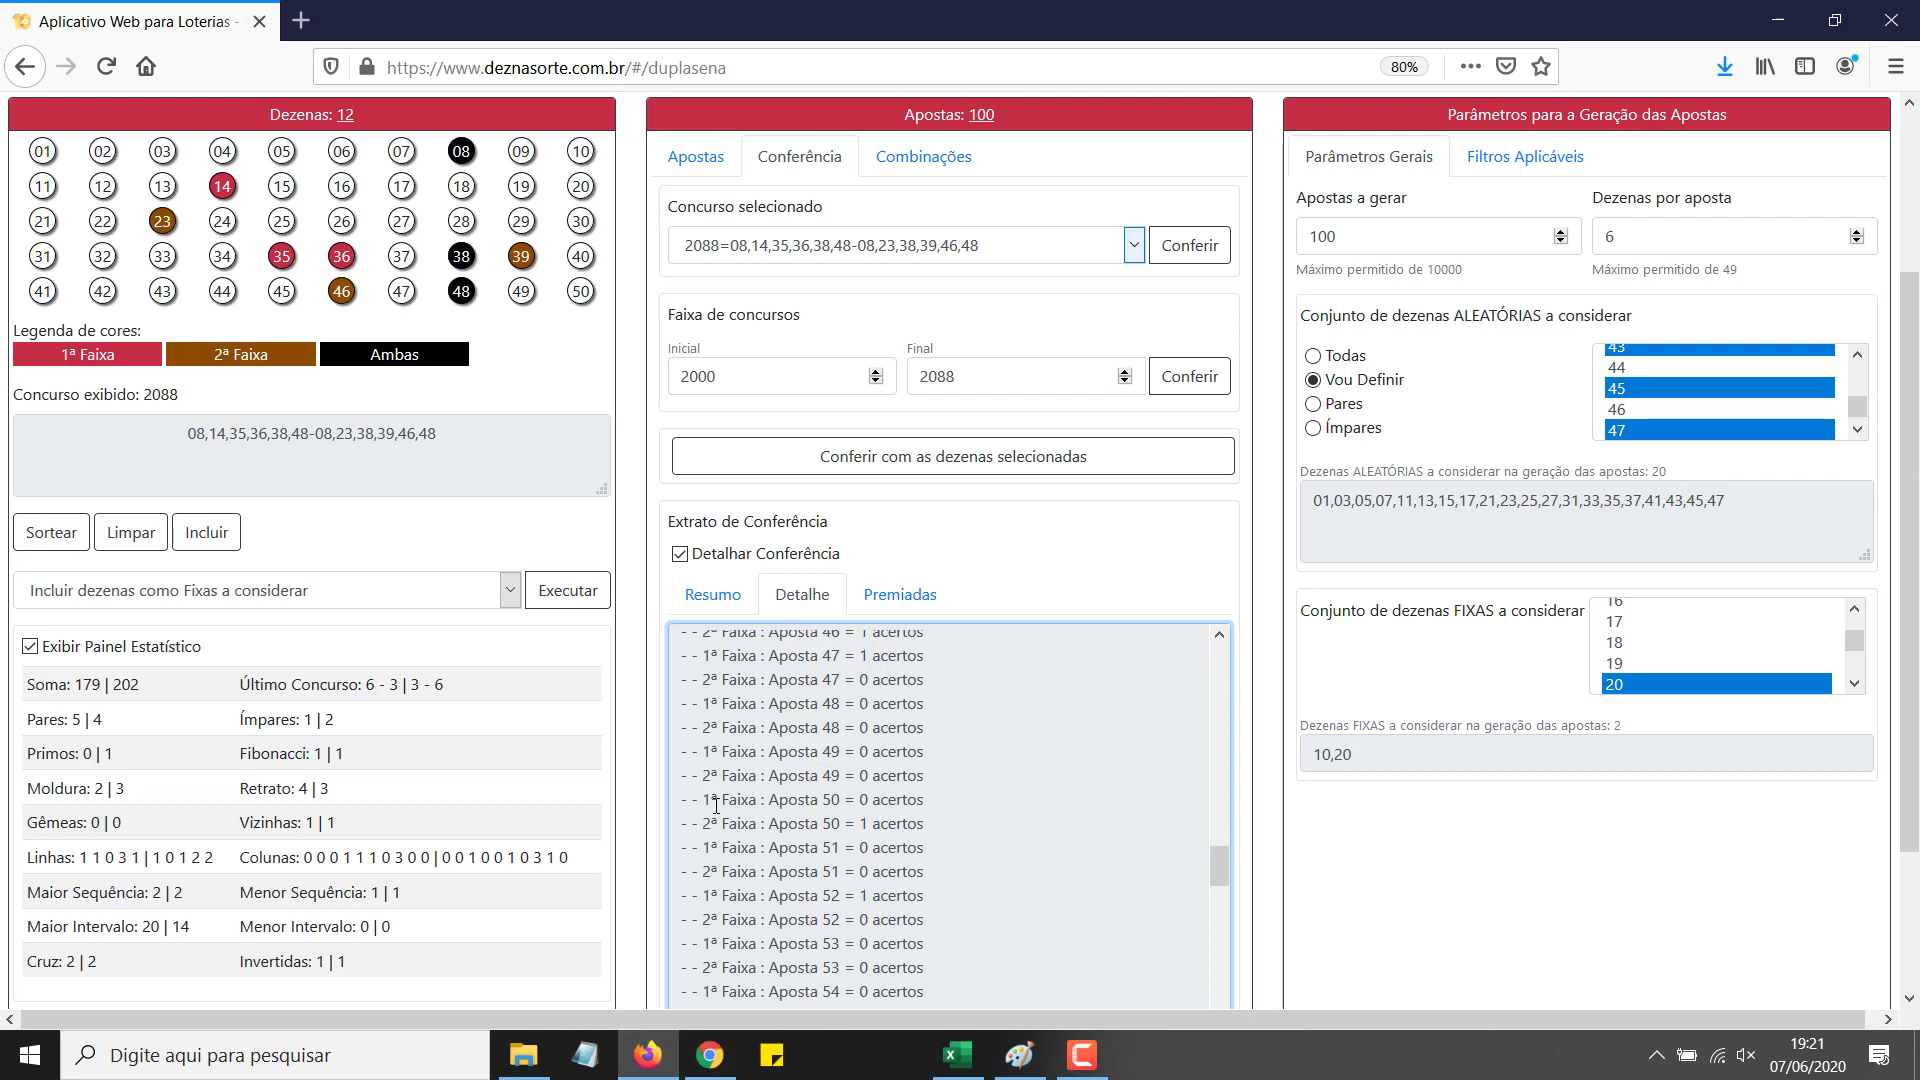 Aplicativo Web para Loterias -
https://www.deznasorte.com.br/#/duplasena
80%
Dezenas: 12
01 02 03 04 05 06 07 08 09 10
11 12 13 14 15 16 17 18 19 20
21 22 23 24 25 26 27 28 29 30
31 32 33 34 35 36 37 38 39 40
41 42 43 44 45 46 47 48 49 50
Legenda de cores:
1ª Faixa 2ª Faixa Ambas
Concurso exibido: 2088
08,14,35,36,38,48-08,23,38,39,46,48
Sortear Limpar Incluir
Incluir dezenas como Fixas a considerar Executar
Exibir Painel Estatístico
Soma: 179 | 202 Último Concurso: 6 - 3 | 3 - 6
Pares: 5 | 4 Ímpares: 1 | 2
Primos: 0 | 1 Fibonacci: 1 | 1
Moldura: 2 | 3 Retrato: 4 | 3
Gêmeas: 0 | 0 Vizinhas: 1 | 1
Linhas: 1 1 0 3 1 | 1 0 1 2 2 Colunas: 0 0 0 1 1 1 0 3 0 0 | 0 0 1 0 0 1 0 3 1 0
Maior Sequência: 2 | 2 Menor Sequência: 1 | 1
Maior Intervalo: 20 | 14 Menor Intervalo: 0 | 0
Cruz: 2 | 2 Invertidas: 1 | 1
Apostas: 100
Apostas Conferência Combinações
Concurso selecionado
2088=08,14,35,36,38,48-08,23,38,39,46,48 Conferir
Faixa de concursos
Inicial Final
2000 2088 Conferir
Conferir com as dezenas selecionadas
Extrato de Conferência
Detalhar Conferência
Resumo Detalhe Premiadas
- - 2ª Faixa : Aposta 46 = 1 acertos
- - 1ª Faixa : Aposta 47 = 1 acertos
- - 2ª Faixa : Aposta 47 = 0 acertos
- - 1ª Faixa : Aposta 48 = 0 acertos
- - 2ª Faixa : Aposta 48 = 0 acertos
- - 1ª Faixa : Aposta 49 = 0 acertos
- - 2ª Faixa : Aposta 49 = 0 acertos
- - 1ª Faixa : Aposta 50 = 0 acertos
- - 2ª Faixa : Aposta 50 = 1 acertos
- - 1ª Faixa : Aposta 51 = 0 acertos
- - 2ª Faixa : Aposta 51 = 0 acertos
- - 1ª Faixa : Aposta 52 = 1 acertos
- - 2ª Faixa : Aposta 52 = 0 acertos
- - 1ª Faixa : Aposta 53 = 0 acertos
- - 2ª Faixa : Aposta 53 = 0 acertos
- - 1ª Faixa : Aposta 54 = 0 acertos
Parâmetros para a Geração das Apostas
Parâmetros Gerais Filtros Aplicáveis
Apostas a gerar Dezenas por aposta
100 6
Máximo permitido de 10000 Máximo permitido de 49
Conjunto de dezenas ALEATÓRIAS a considerar
Todas
Vou Definir
Pares
Ímpares
43
44
45
46
47
Dezenas ALEATÓRIAS a considerar na geração das apostas: 20
01,03,05,07,11,13,15,17,21,23,25,27,31,33,35,37,41,43,45,47
Conjunto de dezenas FIXAS a considerar
16
17
18
19
20
Dezenas FIXAS a considerar na geração das apostas: 2
10,20
Digite aqui para pesquisar
19:21
07/06/2020